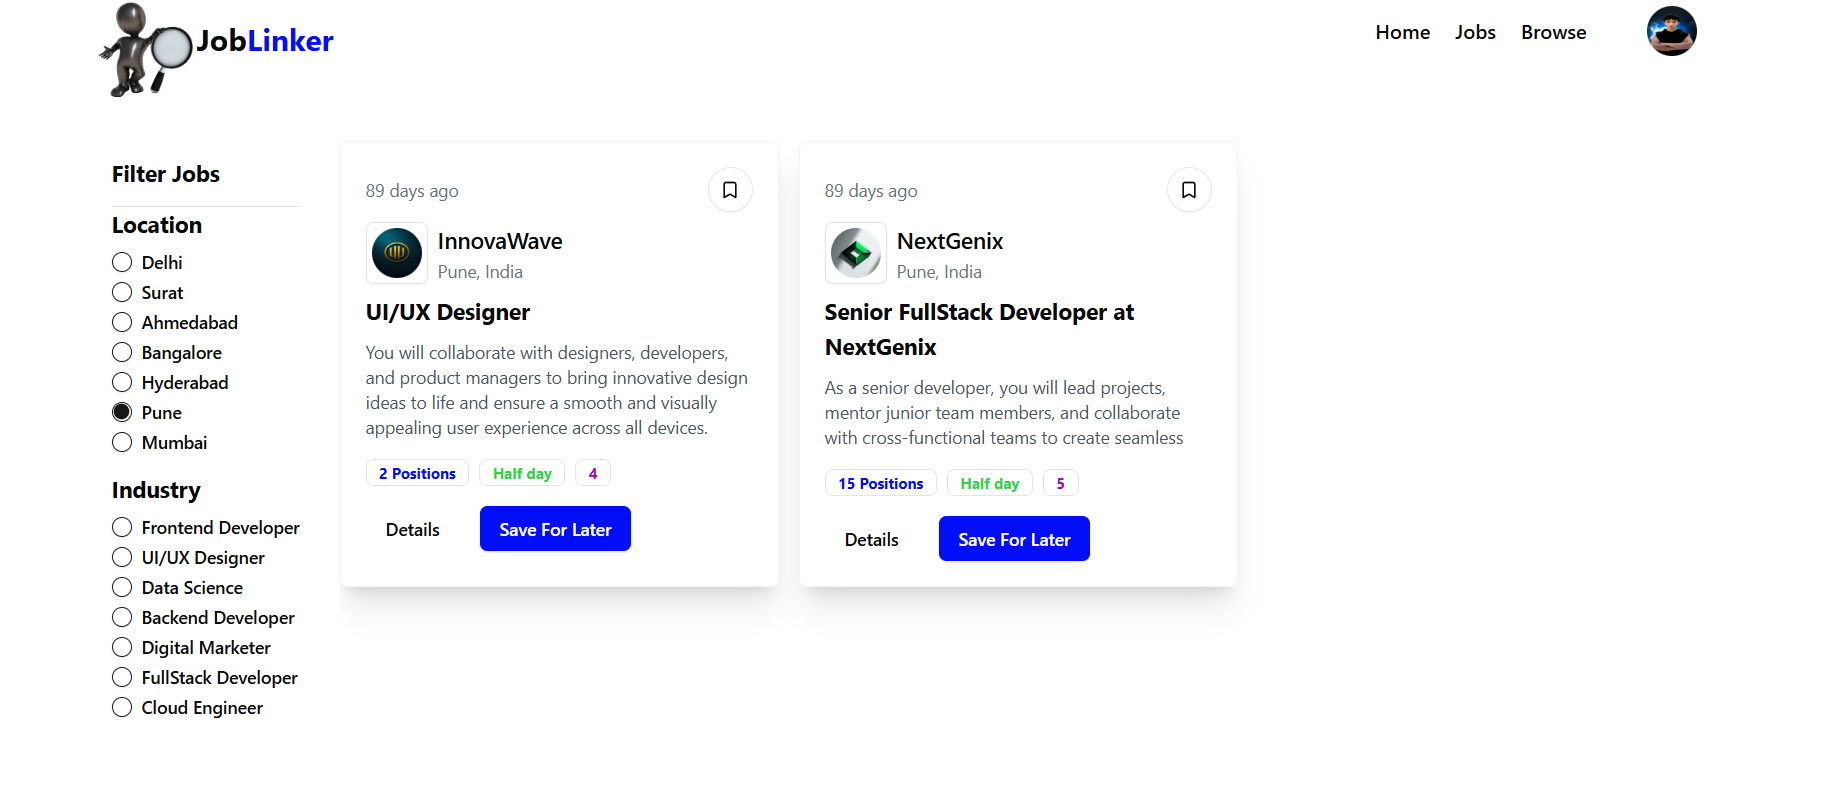 JobLinker
Home
Jobs
Browse
Filter Jobs
Location
Delhi
Surat
Ahmedabad
Bangalore
Hyderabad
Pune
Mumbai
Industry
Frontend Developer
UI/UX Designer
Data Science
Backend Developer
Digital Marketer
FullStack Developer
Cloud Engineer
89 days ago
InnovaWave
Pune, India
UI/UX Designer
You will collaborate with designers, developers,
and product managers to bring innovative design
ideas to life and ensure a smooth and visually
appealing user experience across all devices.
2 Positions
Half day
4
Details
Save For Later
89 days ago
NextGenix
Pune, India
Senior FullStack Developer at
NextGenix
As a senior developer, you will lead projects,
mentor junior team members, and collaborate
with cross-functional teams to create seamless
15 Positions
Half day
5
Details
Save For Later